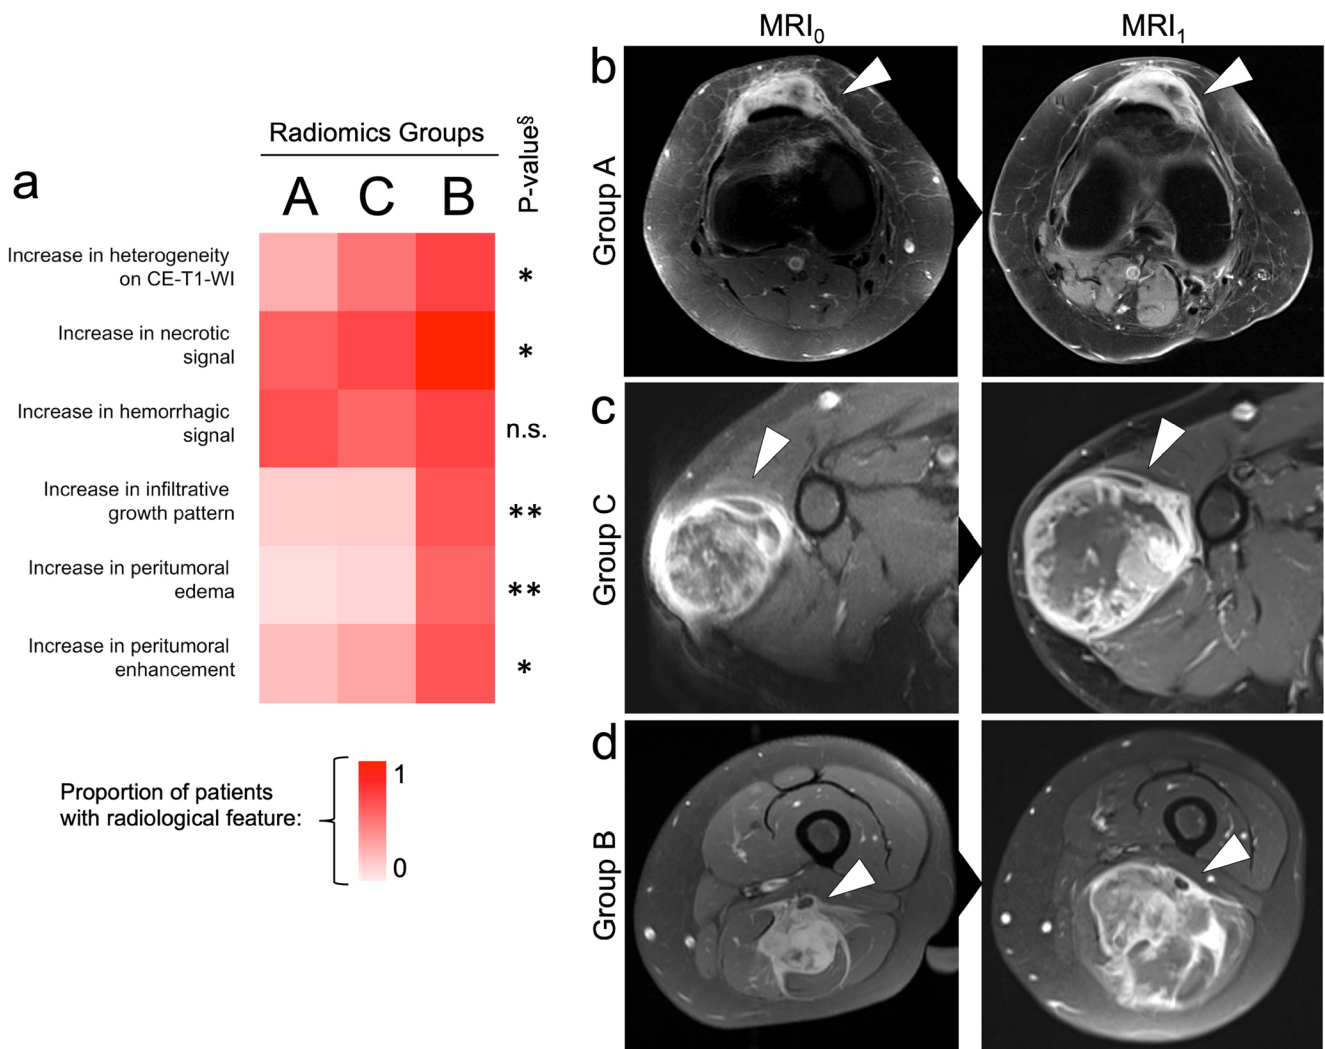 a
Radiomics Groups
P-value§
A C B
Increase in heterogeneity
on CE-T1-WI
*
Increase in necrotic
signal
*
Increase in hemorrhagic
signal
n.s.
Increase in infiltrative
growth pattern
**
Increase in peritumoral
edema
**
Increase in peritumoral
enhancement
*
Proportion of patients
with radiological feature:
1
0
MRI₀ MRI₁
b
Group A
c
Group C
d
Group B